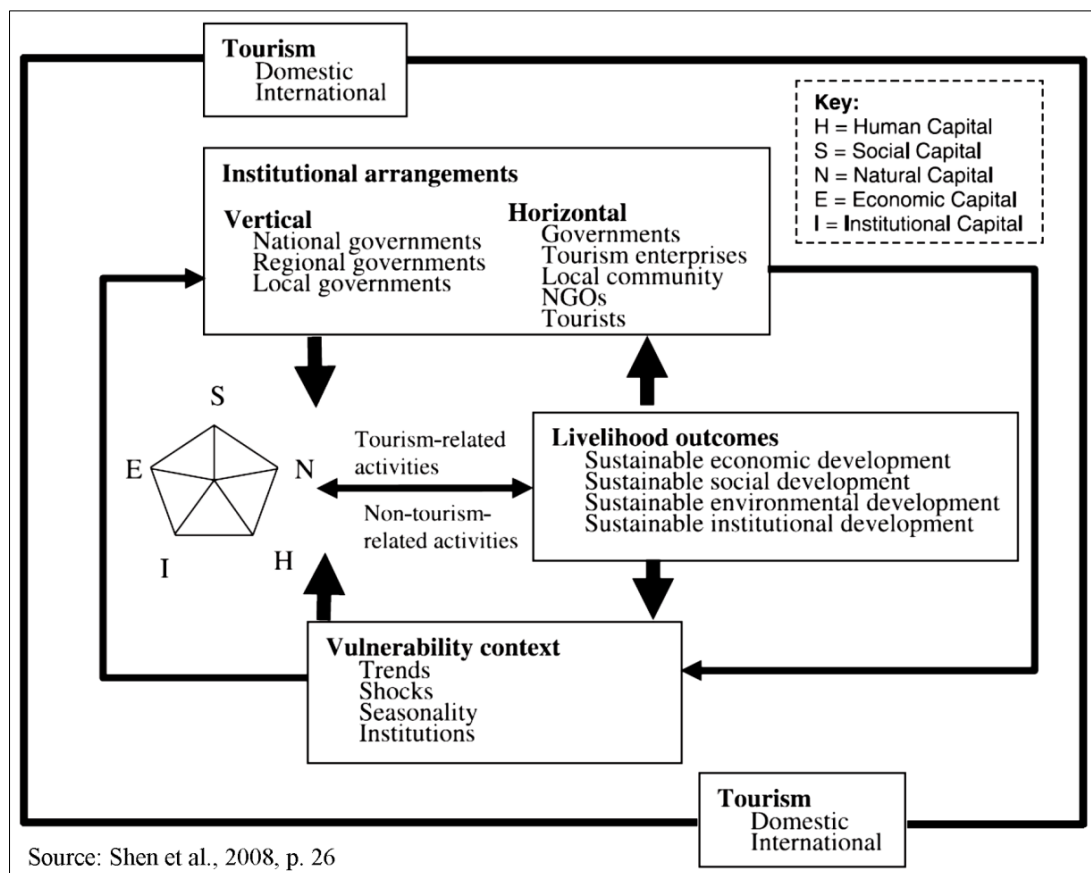 Tourism
Domestic
International
Key:
H = Human Capital
S = Social Capital
N = Natural Capital
E = Economic Capital
I = Institutional Capital
Institutional arrangements
Vertical
National governments
Regional governments
Local governments
Horizontal
Governments
Tourism enterprises
Local community
NGOs
Tourists
S
E
N
I
H
Tourism-related
activities
Non-tourism-
related activities
Livelihood outcomes
Sustainable economic development
Sustainable social development
Sustainable environmental development
Sustainable institutional development
Vulnerability context
Trends
Shocks
Seasonality
Institutions
Tourism
Domestic
International
Source: Shen et al., 2008, p. 26